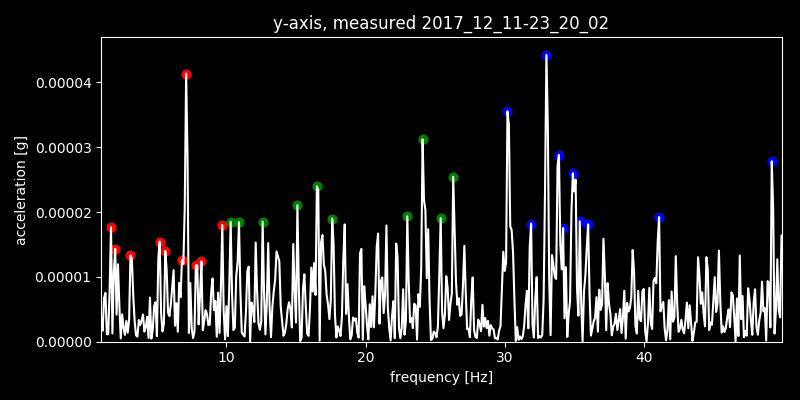 y-axis, measured 2017_12_11-23_20_02
0.00004
0.00003
0.00002
0.00001
0.00000
acceleration [g]
10 20 30 40
frequency [Hz]